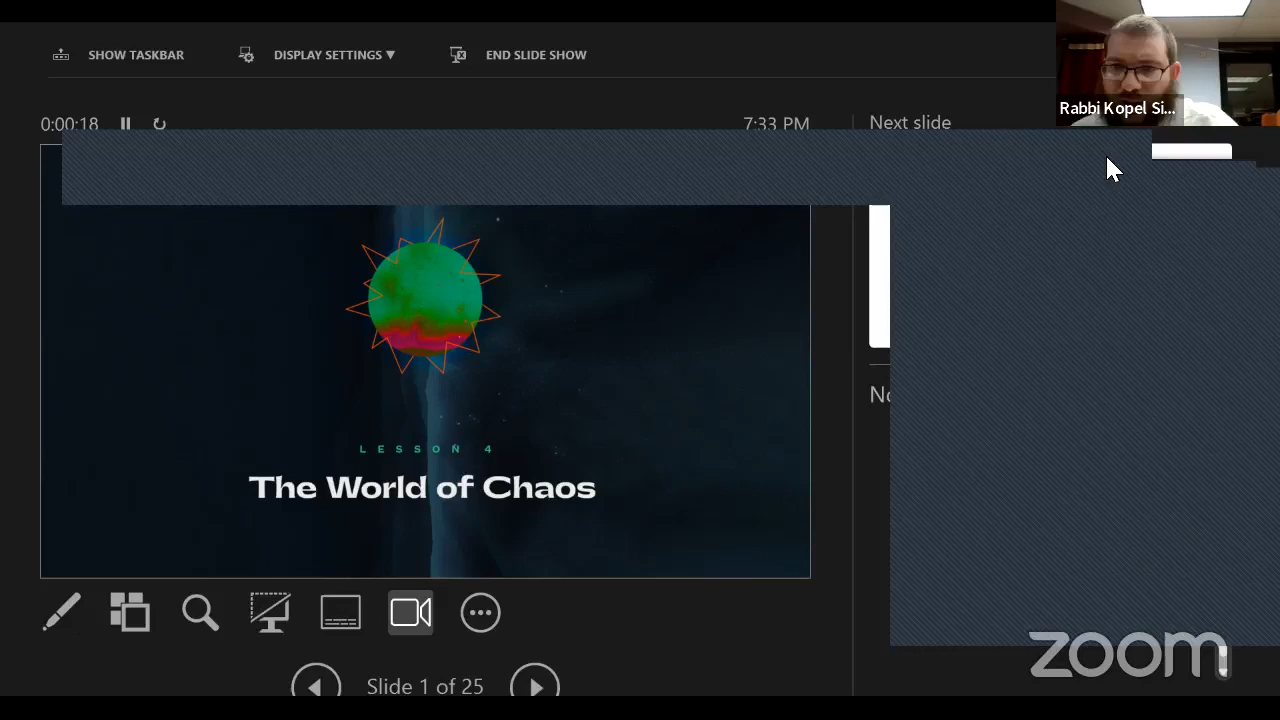 SHOW TASKBAR DISPLAY SETTINGS ▼ END SLIDE SHOW
Rabbi Kopel Si...
0:00:18 7:33 PM Next slide
LESSON 4
The World of Chaos
Slide 1 of 25
zoom